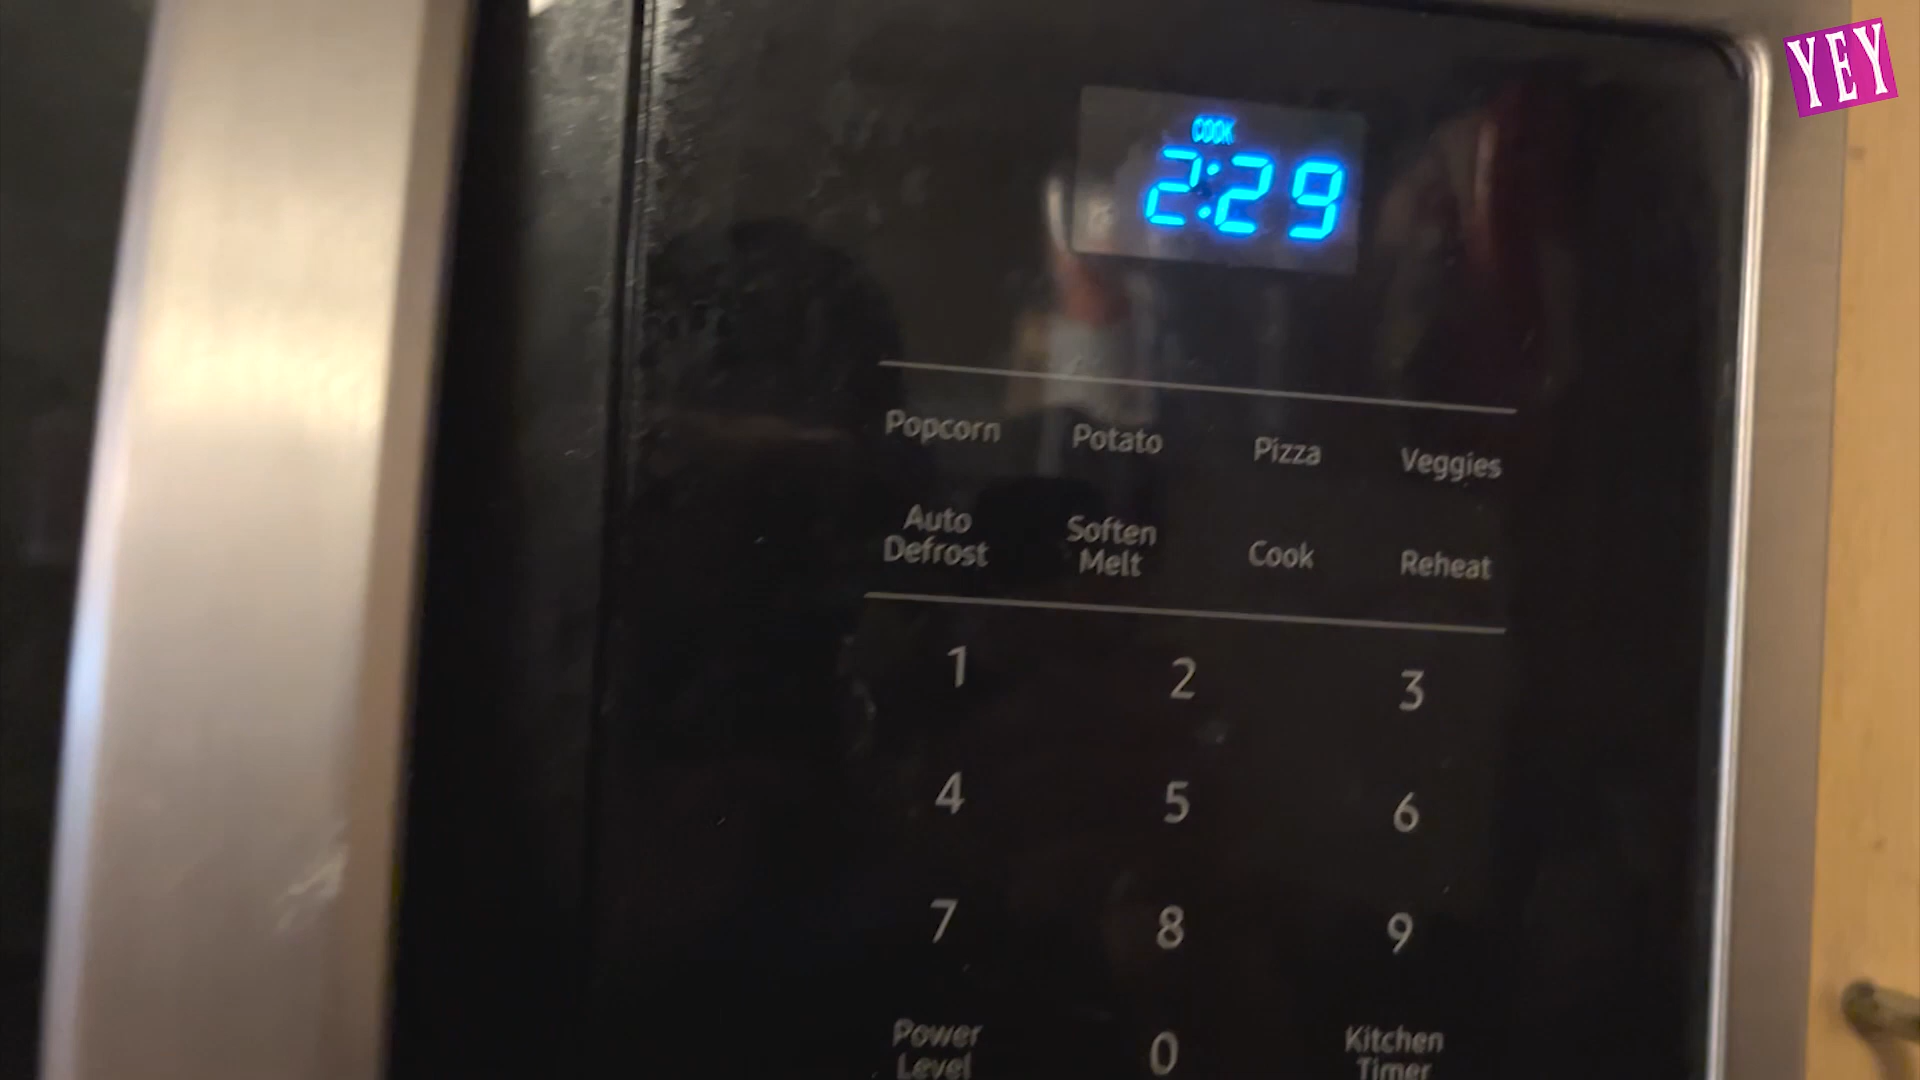 YEY
COOK
2:29
Popcorn Potato Pizza Veggies
Auto Defrost Soften Melt Cook Reheat
1 2 3
4 5 6
7 8 9
Power Level 0 Kitchen Timer